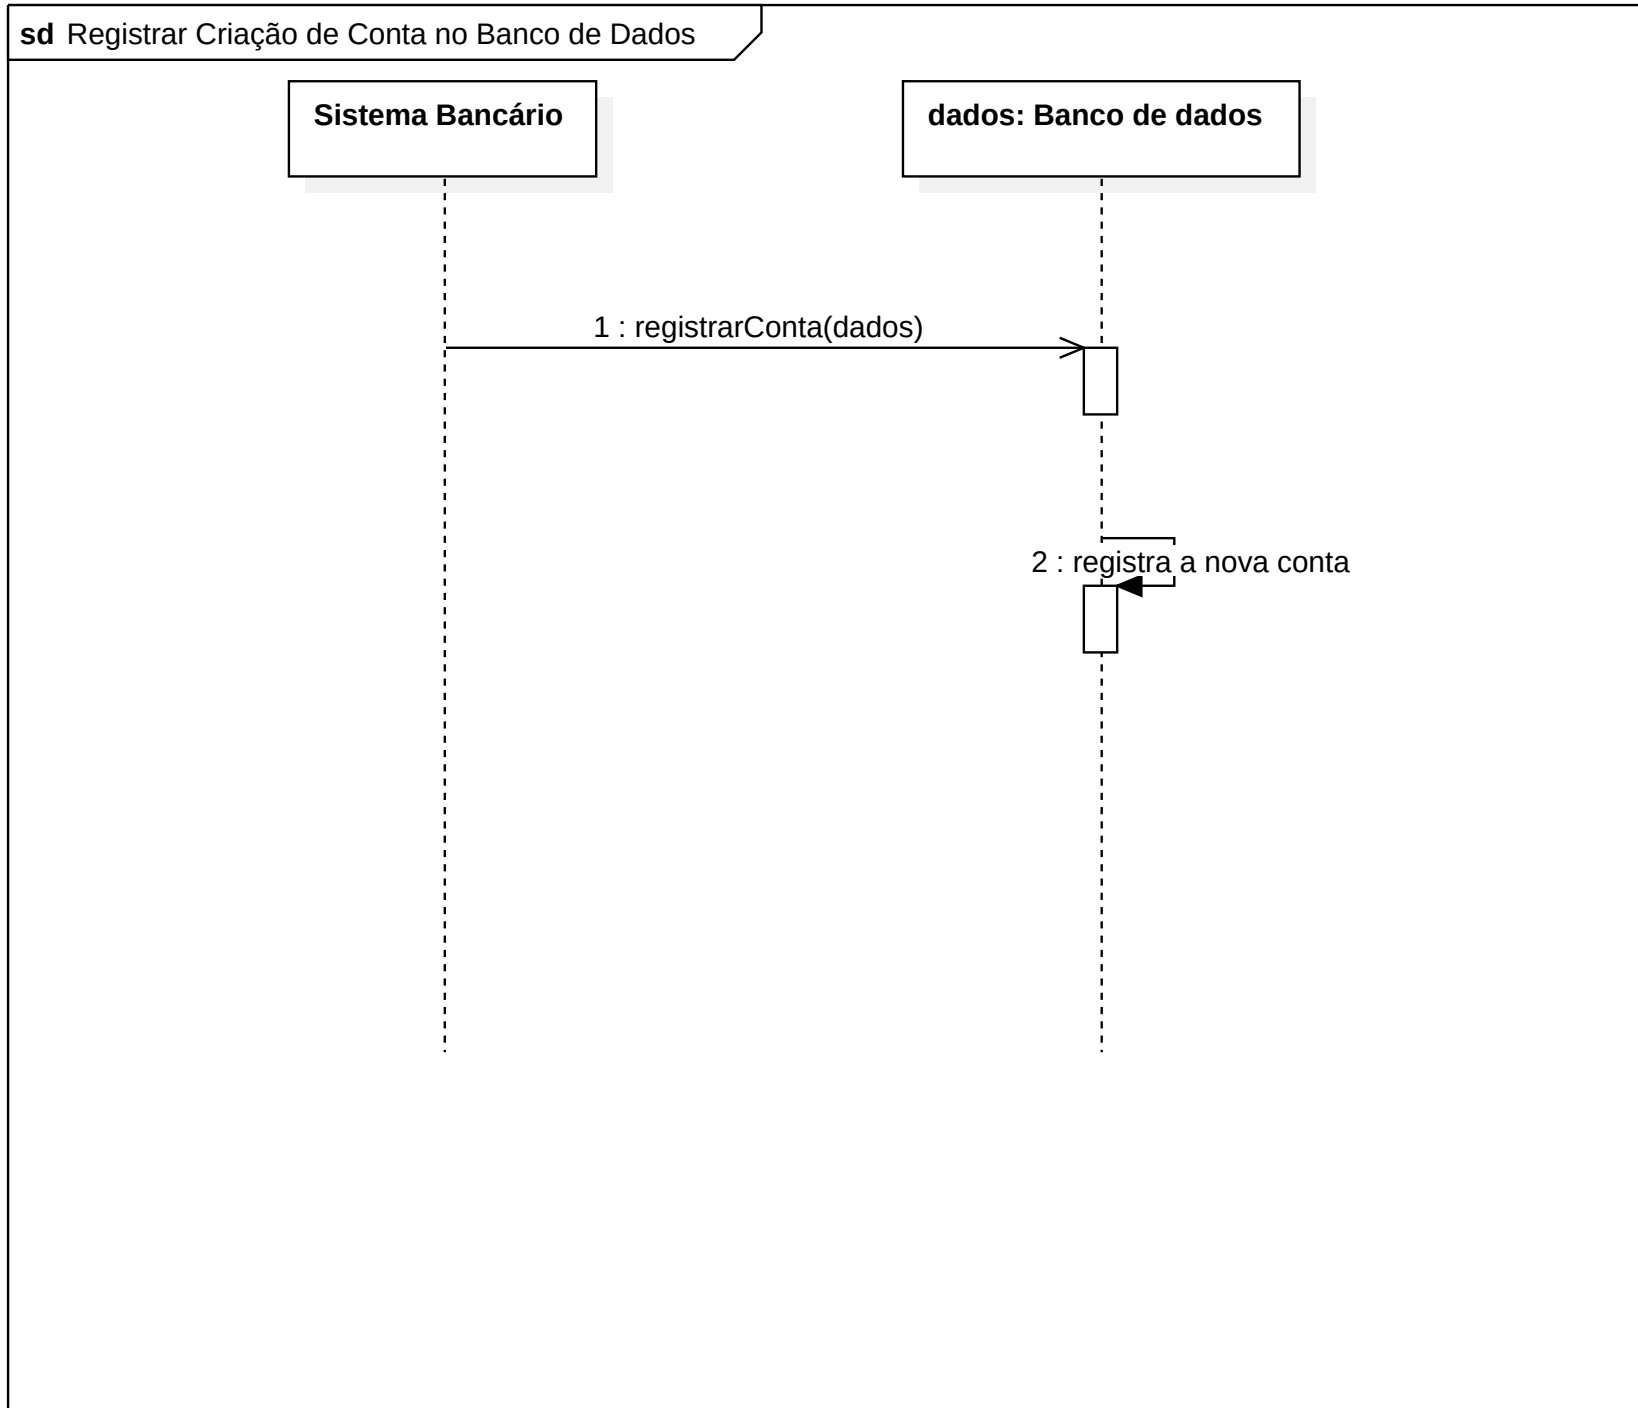 sd Registrar Criação de Conta no Banco de Dados
Sistema Bancário
dados: Banco de dados
1 : registrarConta(dados)
2 : registra a nova conta